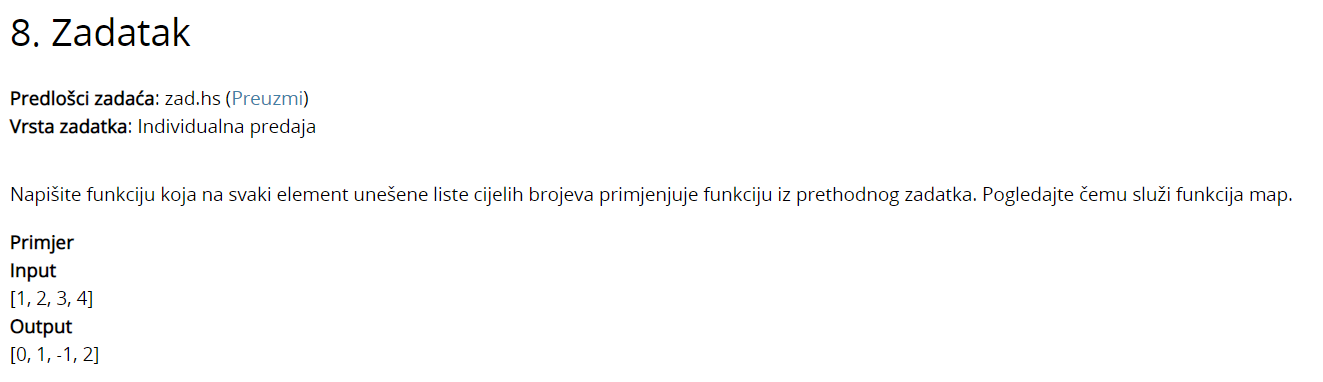 8. Zadatak
Predlošci zadaća: zad.hs (Preuzmi)
Vrsta zadatka: Individualna predaja
Napišite funkciju koja na svaki element unešene liste cijelih brojeva primjenjuje funkciju iz prethodnog zadatka. Pogledajte čemu služi funkcija map.
Primjer
Input
[1, 2, 3, 4]
Output
[0, 1, -1, 2]